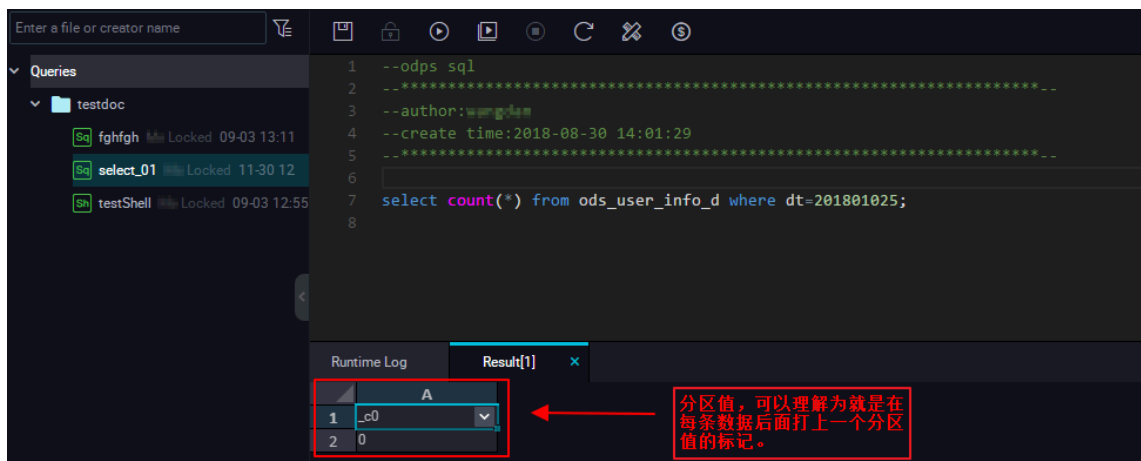 Enter a file or creator name
Queries
testdoc
Sq fghfgh Locked 09-03 13:11
Sq select_01 Locked 11-30 12
Sh testShell Locked 09-03 12:55
1 --odps sql
2 --********************************************************************--
3 --author:
4 --create time:2018-08-30 14:01:29
5 --********************************************************************--
6
7 select count(*) from ods_user_info_d where dt=201801025;
8
Runtime Log Result[1] ×
A
1 _c0
2 0
分区值，可以理解为就是在
每条数据后面打上一个分区
值的标记。